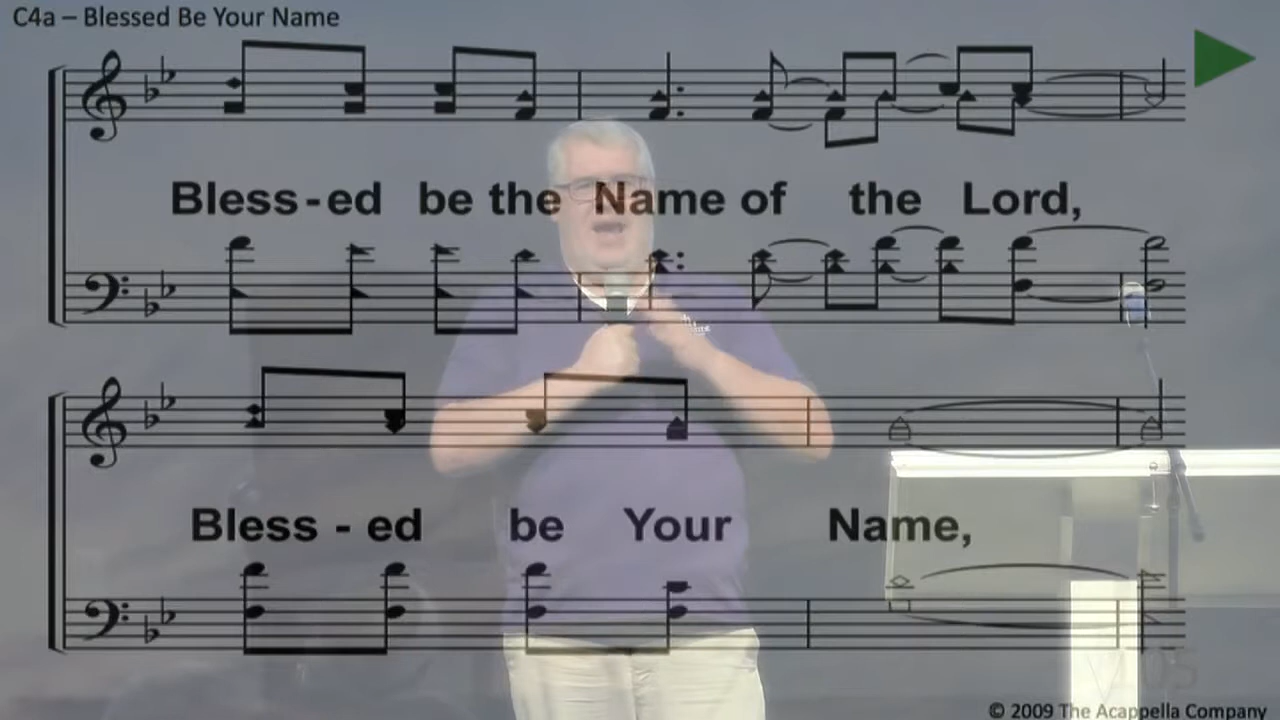 C4a – Blessed Be Your Name
Bless-ed be the Name of the Lord,
Bless - ed be Your Name,
© 2009 The Acappella Company